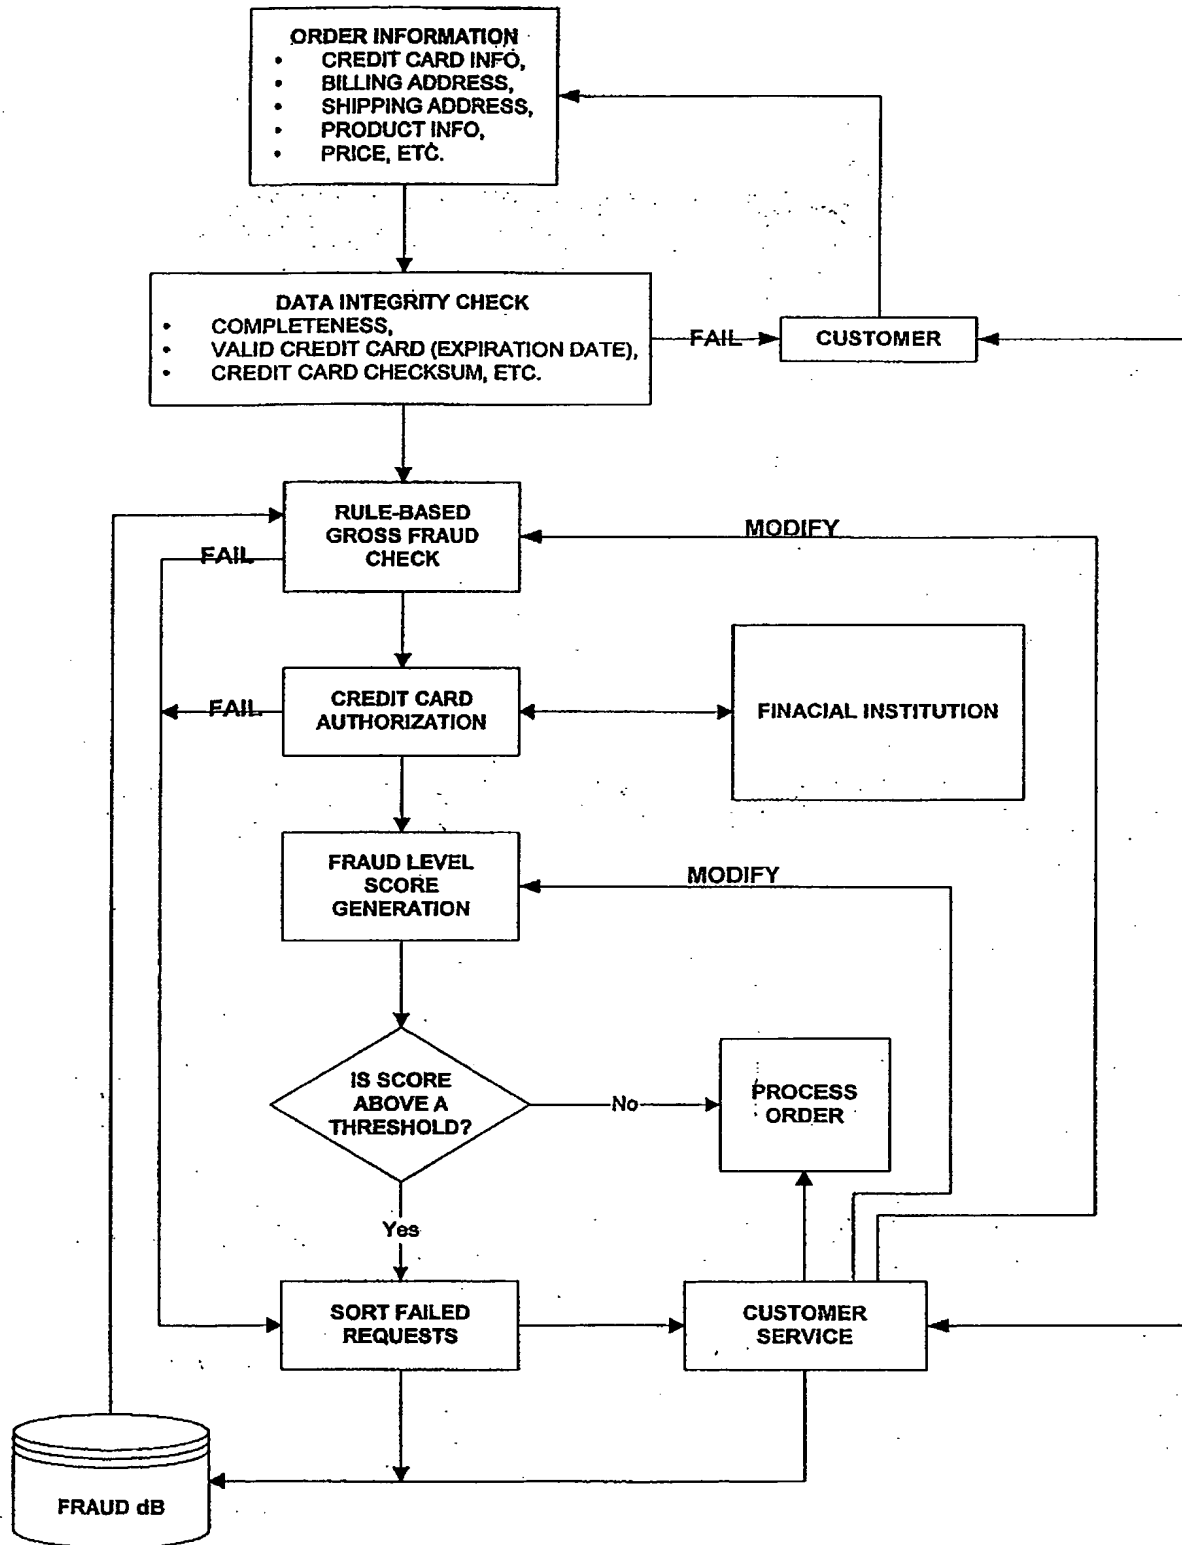 ORDER INFORMATION
• CREDIT CARD INFO,
• BILLING ADDRESS,
• SHIPPING ADDRESS,
• PRODUCT INFO,
• PRICE, ETC.
DATA INTEGRITY CHECK
• COMPLETENESS,
• VALID CREDIT CARD (EXPIRATION DATE),
• CREDIT CARD CHECKSUM, ETC.
FAIL
CUSTOMER
RULE-BASED
GROSS FRAUD
CHECK
MODIFY
FAIL
CREDIT CARD
AUTHORIZATION
FAIL
FINACIAL INSTITUTION
FRAUD LEVEL
SCORE
GENERATION
MODIFY
IS SCORE
ABOVE A
THRESHOLD?
No
PROCESS
ORDER
Yes
SORT FAILED
REQUESTS
CUSTOMER
SERVICE
FRAUD dB